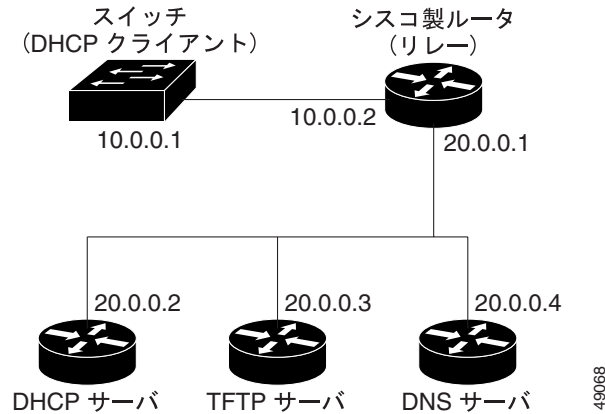 スイッチ
(DHCP クライアント)
シスコ製ルータ
(リレー)
10.0.0.2
10.0.0.1
20.0.0.1
20.0.0.2
20.0.0.3
20.0.0.4
DHCP サーバ
TFTP サーバ
DNS サーバ
49068